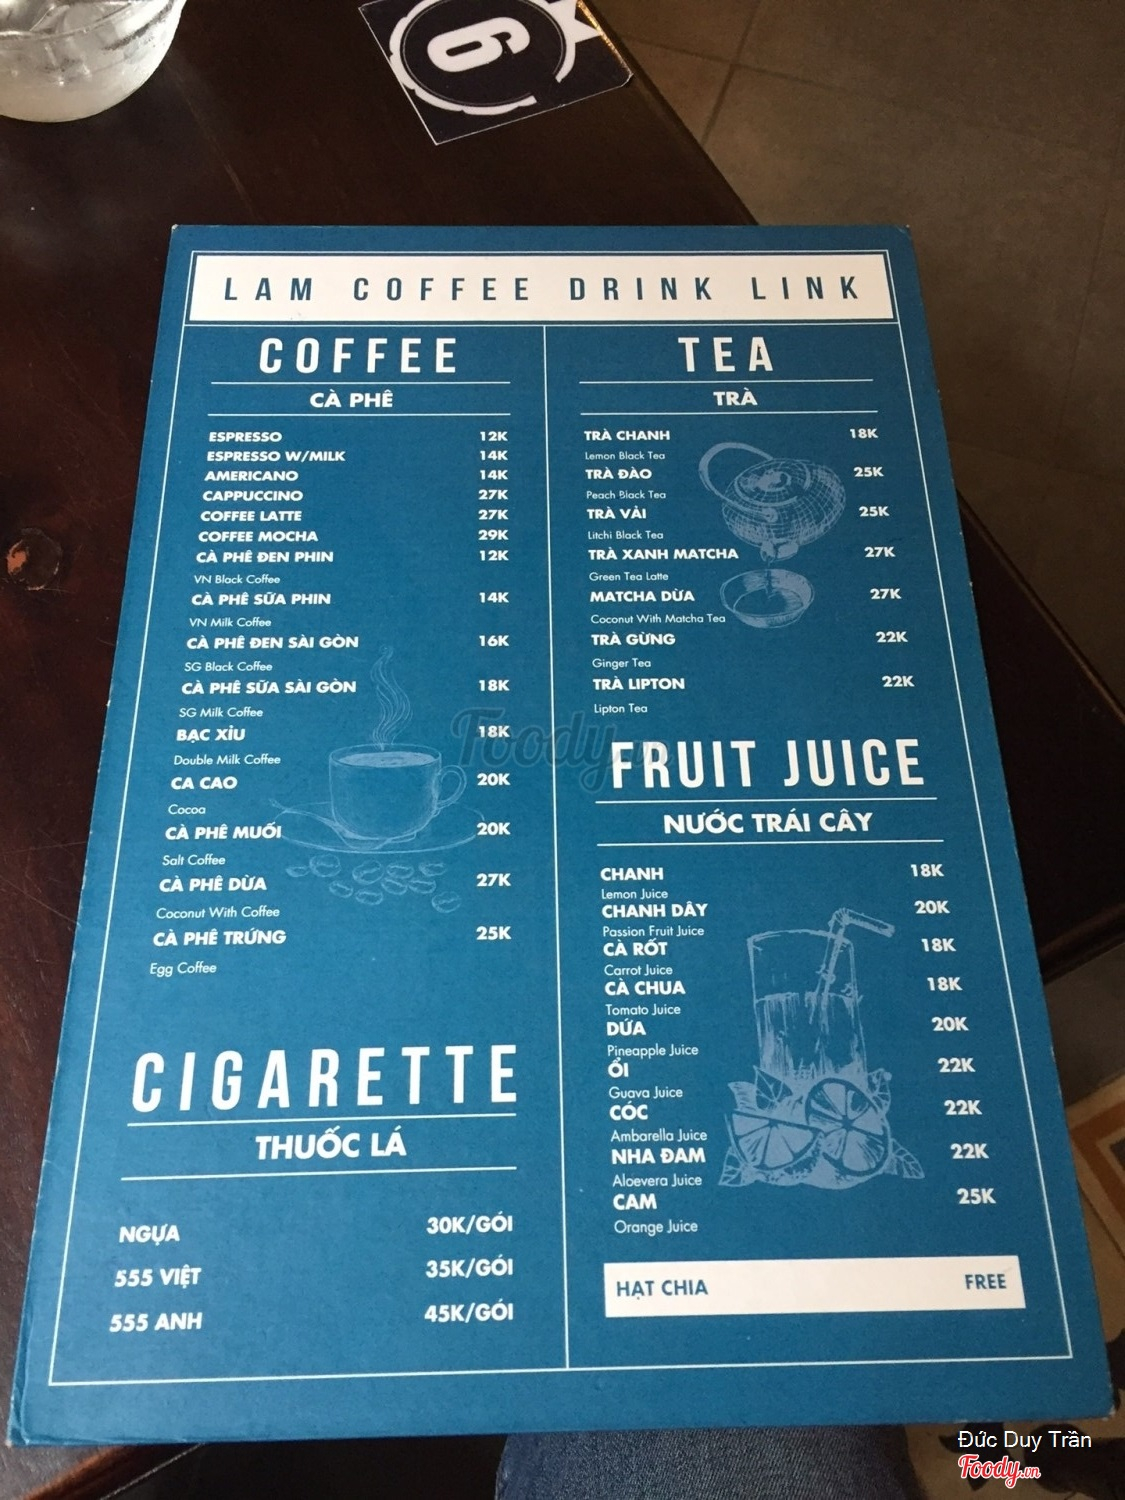 6
LAM COFFEE DRINK LINK
COFFEE
CÀ PHÊ
ESPRESSO 12K
ESPRESSO W/MILK 14K
AMERICANO 14K
CAPPUCCINO 27K
COFFEE LATTE 27K
COFFEE MOCHA 29K
CÀ PHÊ ĐEN PHIN 12K
VN Black Coffee
CÀ PHÊ SỮA PHIN 14K
VN Milk Coffee
CÀ PHÊ ĐEN SÀI GÒN 16K
SG Black Coffee
CÀ PHÊ SỮA SÀI GÒN 18K
SG Milk Coffee
BẠC XỈU 18K
Double Milk Coffee
CA CAO 20K
Cocoa
CÀ PHÊ MUỐI 20K
Salt Coffee
CÀ PHÊ DỪA 27K
Coconut With Coffee
CÀ PHÊ TRỨNG 25K
Egg Coffee
CIGARETTE
THUỐC LÁ
NGỰA 30K/GÓI
555 VIỆT 35K/GÓI
555 ANH 45K/GÓI
TEA
TRÀ
TRÀ CHANH 18K
Lemon Black Tea
TRÀ ĐÀO 25K
Peach Black Tea
TRÀ VẢI 25K
Litchi Black Tea
TRÀ XANH MATCHA 27K
Green Tea Latte
MATCHA DỪA 27K
Coconut With Matcha Tea
TRÀ GỪNG 22K
Ginger Tea
TRÀ LIPTON 22K
Lipton Tea
FRUIT JUICE
NƯỚC TRÁI CÂY
CHANH 18K
Lemon Juice
CHANH DÂY 20K
Passion Fruit Juice
CÀ RỐT 18K
Carrot Juice
CÀ CHUA 18K
Tomato Juice
DỨA 20K
Pineapple Juice
ỔI 22K
Guava Juice
CÓC 22K
Ambarella Juice
NHA ĐAM 22K
Aloevera Juice
CAM 25K
Orange Juice
HẠT CHIA FREE
Foody.vn
Đức Duy Trần
Foody.vn